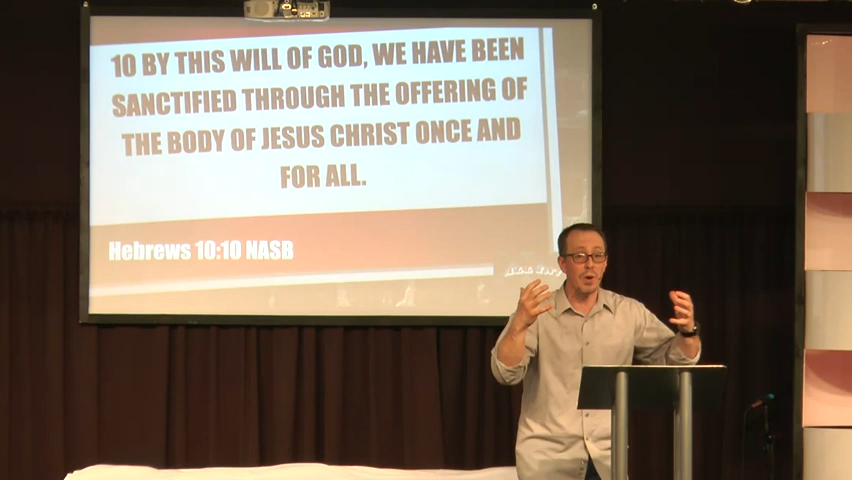 10 BY THIS WILL OF GOD, WE HAVE BEEN
SANCTIFIED THROUGH THE OFFERING OF
THE BODY OF JESUS CHRIST ONCE AND
FOR ALL.
Hebrews 10:10 NASB